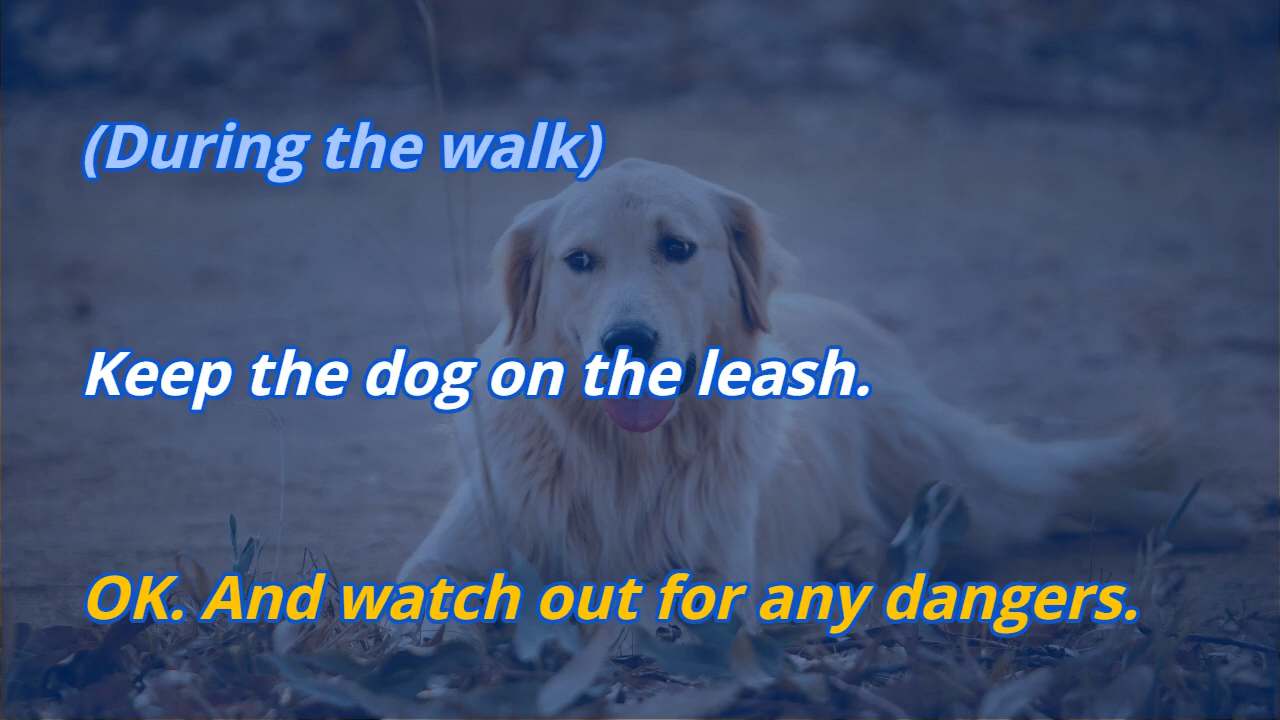 (During the walk)
Keep the dog on the leash.
OK. And watch out for any dangers.